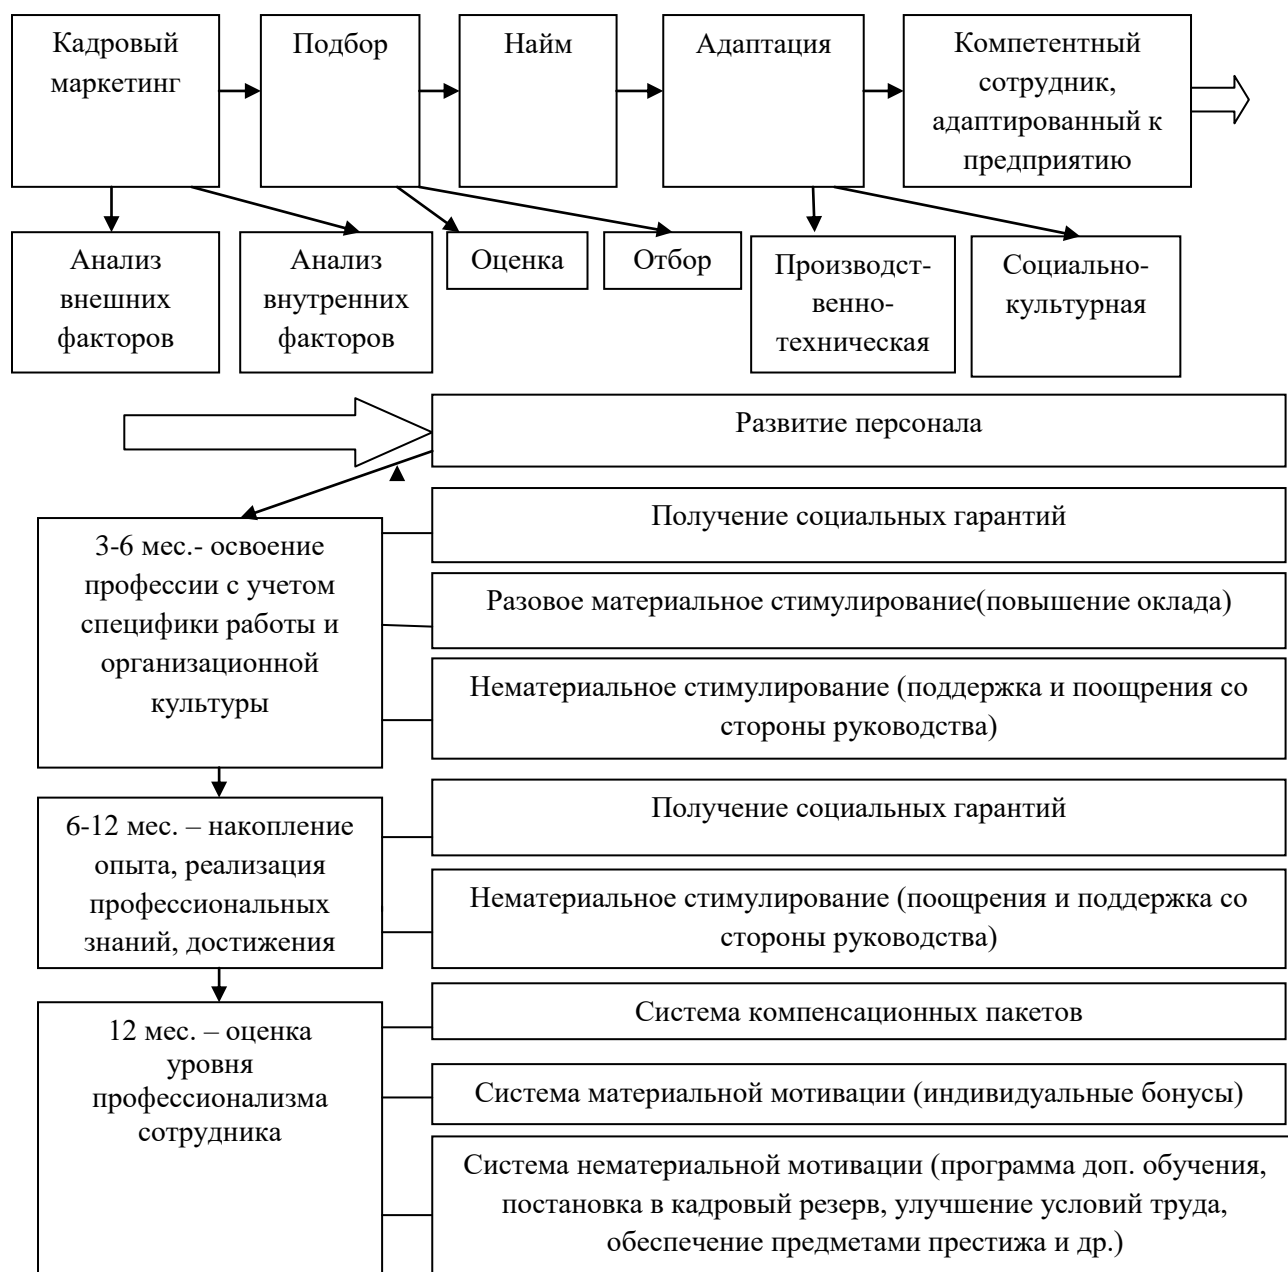 Кадровый
маркетинг
Подбор
Найм
Адаптация
Компетентный
сотрудник,
адаптированный к
предприятию
Анализ
внешних
факторов
Анализ
внутренних
факторов
Оценка
Отбор
Производст-
венно-
техническая
Социально-
культурная
Развитие персонала
3-6 мес.- освоение
профессии с учетом
специфики работы и
организационной
культуры
Получение социальных гарантий
Разовое материальное стимулирование(повышение оклада)
Нематериальное стимулирование (поддержка и поощрения со
стороны руководства)
6-12 мес. – накопление
опыта, реализация
профессиональных
знаний, достижения
Получение социальных гарантий
Нематериальное стимулирование (поощрения и поддержка со
стороны руководства)
12 мес. – оценка
уровня
профессионализма
сотрудника
Система компенсационных пакетов
Система материальной мотивации (индивидуальные бонусы)
Система нематериальной мотивации (программа доп. обучения,
постановка в кадровый резерв, улучшение условий труда,
обеспечение предметами престижа и др.)